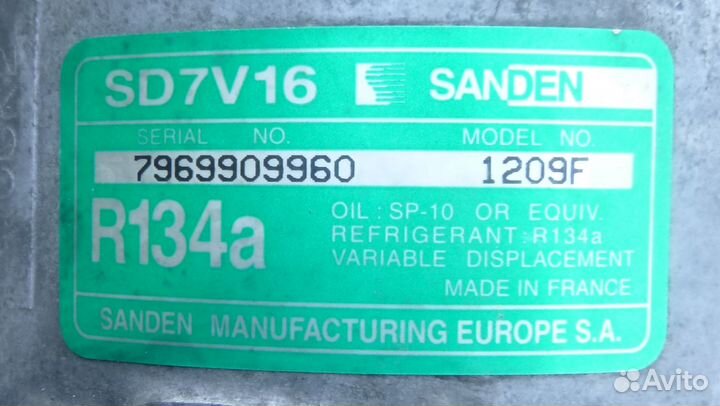 SD7V16 SANDEN
SERIAL NO. MODEL NO.
7969909960 1209F
R134a
OIL : SP-10 OR EQUIV.
REFRIGERANT : R134a
VARIABLE DISPLACEMENT
MADE IN FRANCE
SANDEN MANUFACTURING EUROPE S.A.
Avito